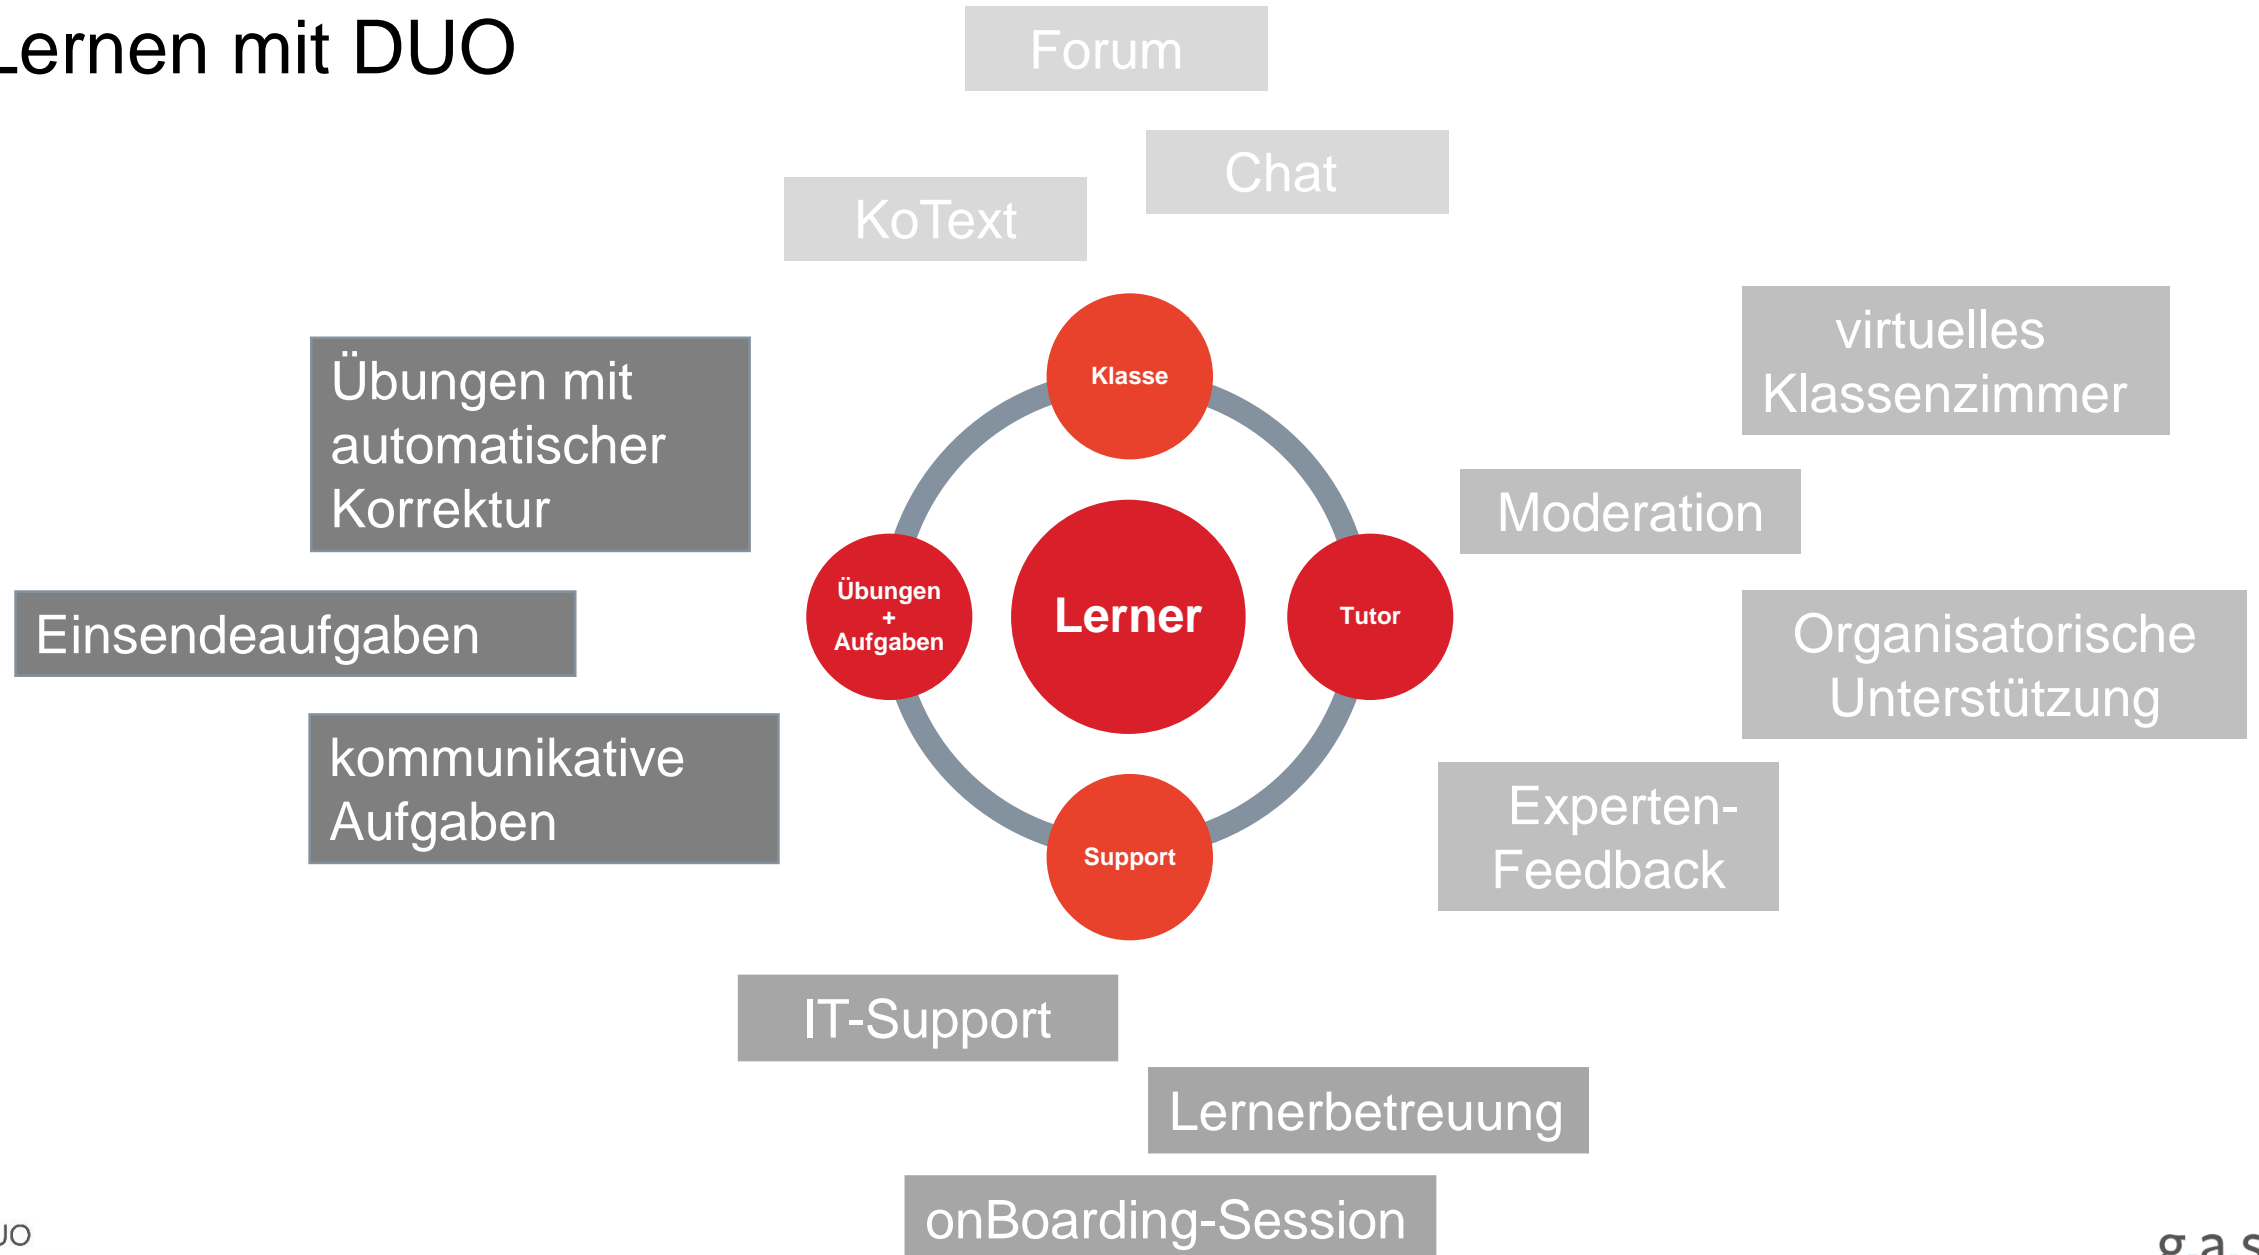 Lernen mit DUO
Forum
Chat
KoText
Klasse
virtuelles
Klassenzimmer
Übungen mit
automatischer
Korrektur
Moderation
Übungen
+
Aufgaben
Lerner
Tutor
Einsendeaufgaben
Organisatorische
Unterstützung
kommunikative
Aufgaben
Experten-
Feedback
Support
IT-Support
Lernerbetreuung
onBoarding-Session